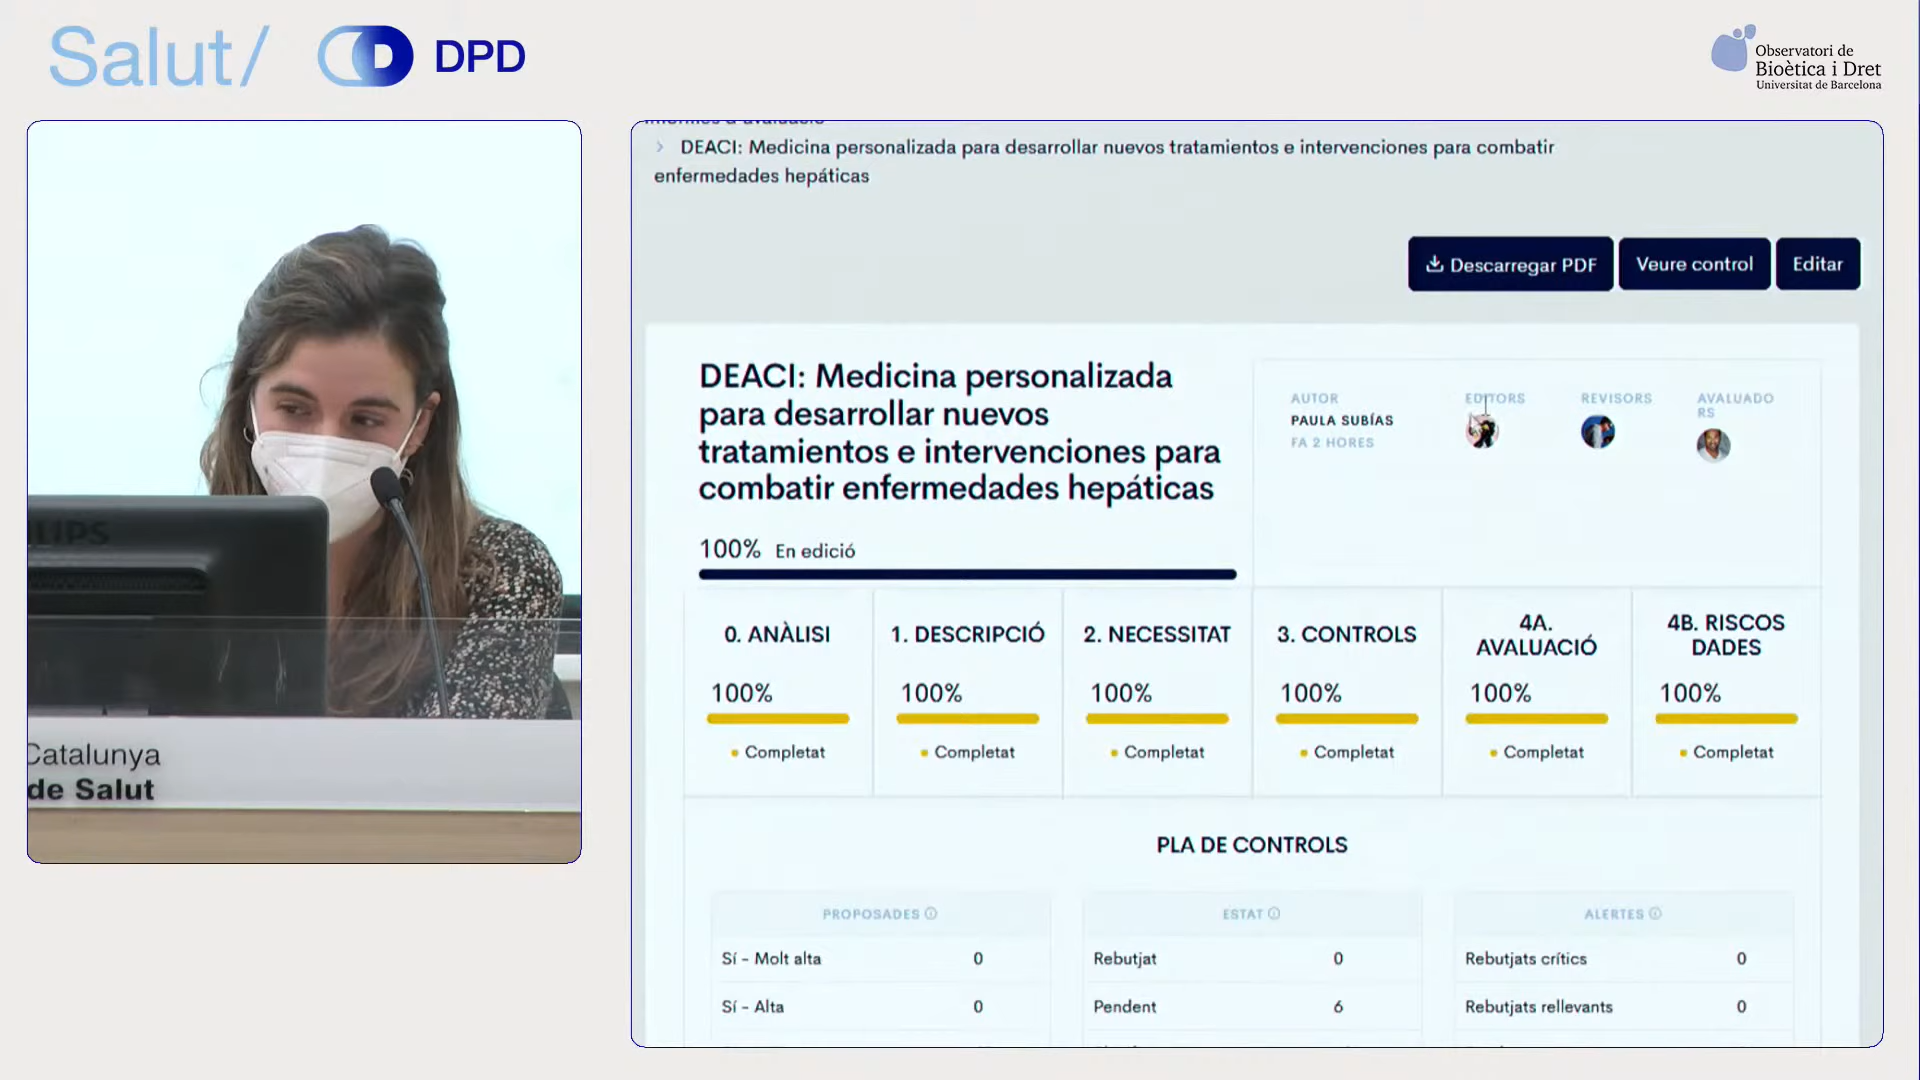 Salut/
D DPD
Observatori de
Bioètica i Dret
Universitat de Barcelona
Informes d'avaluació
> DEACI: Medicina personalizada para desarrollar nuevos tratamientos e intervenciones para combatir
enfermedades hepáticas
Descarregar PDF
Veure control
Editar
DEACI: Medicina personalizada
para desarrollar nuevos
tratamientos e intervenciones para
combatir enfermedades hepáticas
100% En edició
AUTOR
PAULA SUBÍAS
FA 2 HORES
EDITORS
REVISORS
AVALUADO
RS
0. ANÀLISI
100%
Completat
1. DESCRIPCIÓ
100%
Completat
2. NECESSITAT
100%
Completat
3. CONTROLS
100%
Completat
4A.
AVALUACIÓ
100%
Completat
4B. RISCOS
DADES
100%
Completat
PLA DE CONTROLS
PROPOSADES
Sí - Molt alta 0
Sí - Alta 0
ESTAT
Rebutjat 0
Pendent 6
ALERTES
Rebutjats crítics 0
Rebutjats rellevants 0
Catalunya
de Salut